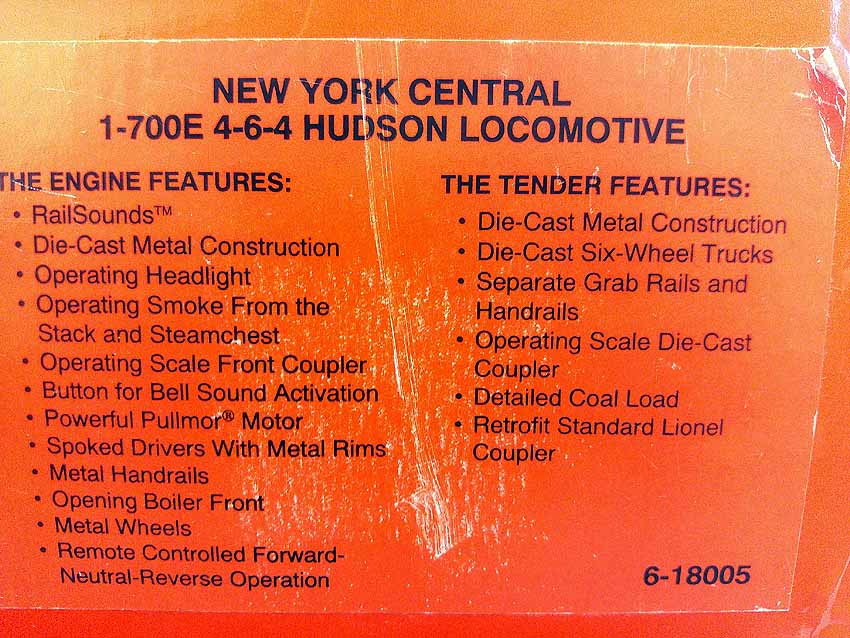 NEW YORK CENTRAL
1-700E 4-6-4 HUDSON LOCOMOTIVE
THE ENGINE FEATURES:
• RailSounds™
• Die-Cast Metal Construction
• Operating Headlight
• Operating Smoke From the
Stack and Steamchest
• Operating Scale Front Coupler
• Button for Bell Sound Activation
• Powerful Pullmor® Motor
• Spoked Drivers With Metal Rims
• Metal Handrails
• Opening Boiler Front
• Metal Wheels
• Remote Controlled Forward-
Neutral-Reverse Operation
THE TENDER FEATURES:
• Die-Cast Metal Construction
• Die-Cast Six-Wheel Trucks
• Separate Grab Rails and
Handrails
• Operating Scale Die-Cast
Coupler
• Detailed Coal Load
• Retrofit Standard Lionel
Coupler
6-18005